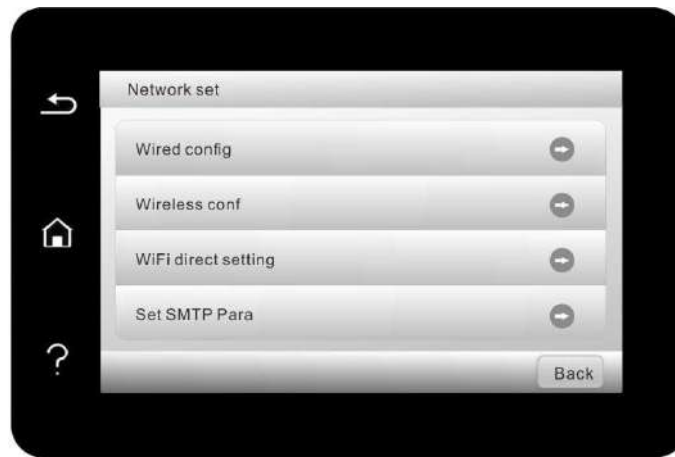 Network set
Wired config
Wireless conf
WiFi direct setting
Set SMTP Para
?
Back